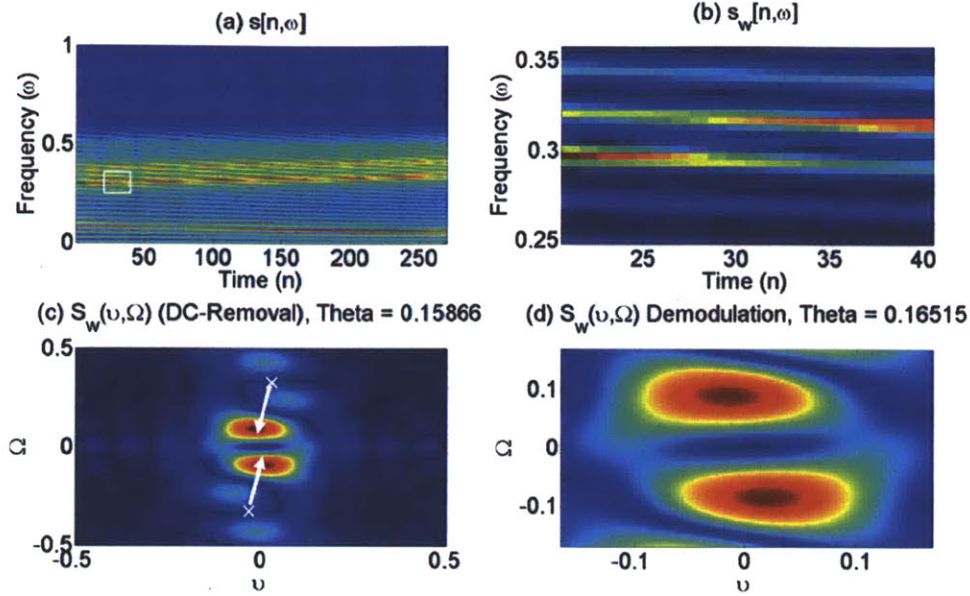 (a) s[n,ω]
1
0.5
0
Frequency (ω)
50 100 150 200 250
Time (n)
(b) s_w[n,ω]
0.35
0.3
0.25
Frequency (ω)
25 30 35 40
Time (n)
(c) S_w(υ,Ω) (DC-Removal), Theta = 0.15866
0.5
0
-0.5
Ω
-0.5 0 0.5
υ
(d) S_w(υ,Ω) Demodulation, Theta = 0.16515
0.1
0
-0.1
Ω
-0.1 0 0.1
υ